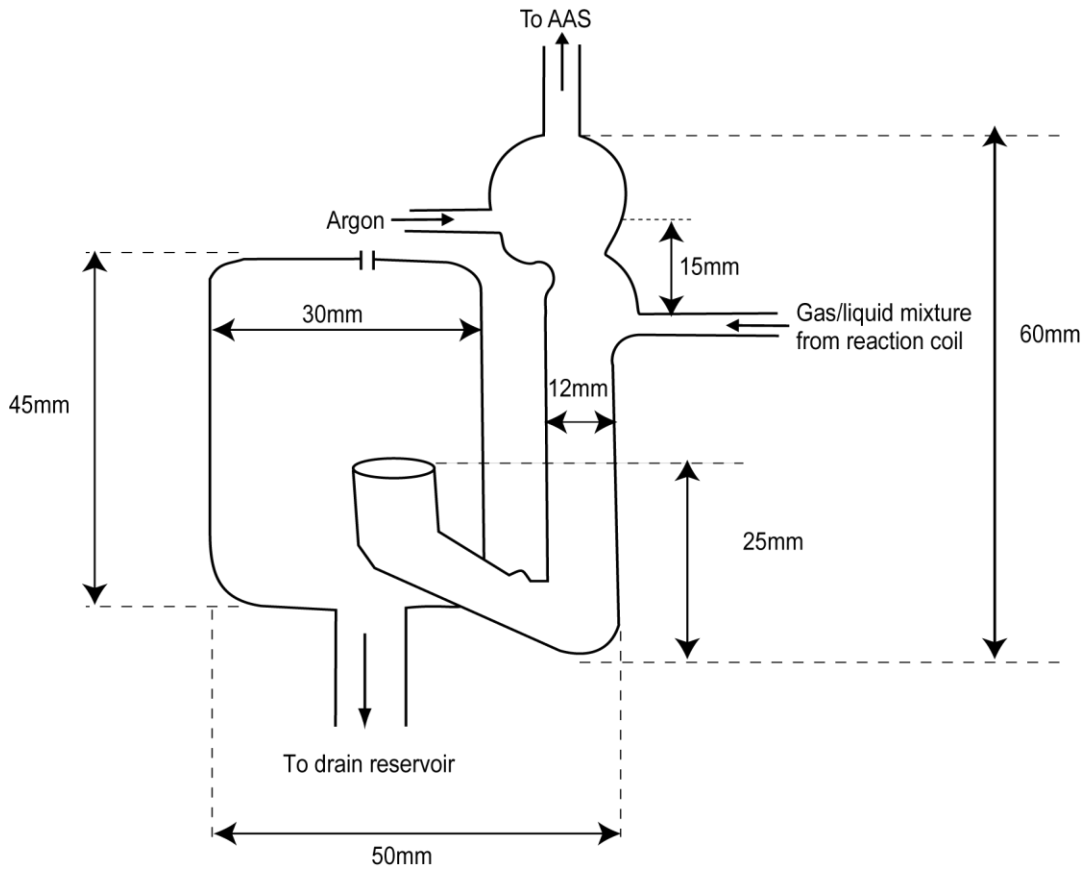 To AAS
Argon
15mm
30mm
Gas/liquid mixture
from reaction coil
60mm
12mm
45mm
25mm
To drain reservoir
50mm